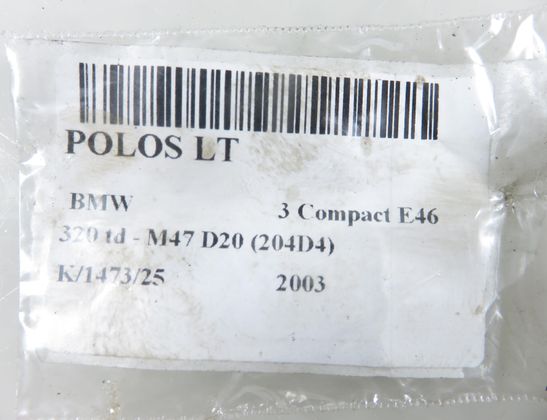 POLOS LT
BMW 3 Compact E46
320 td - M47 D20 (204D4)
K/1473/25 2003